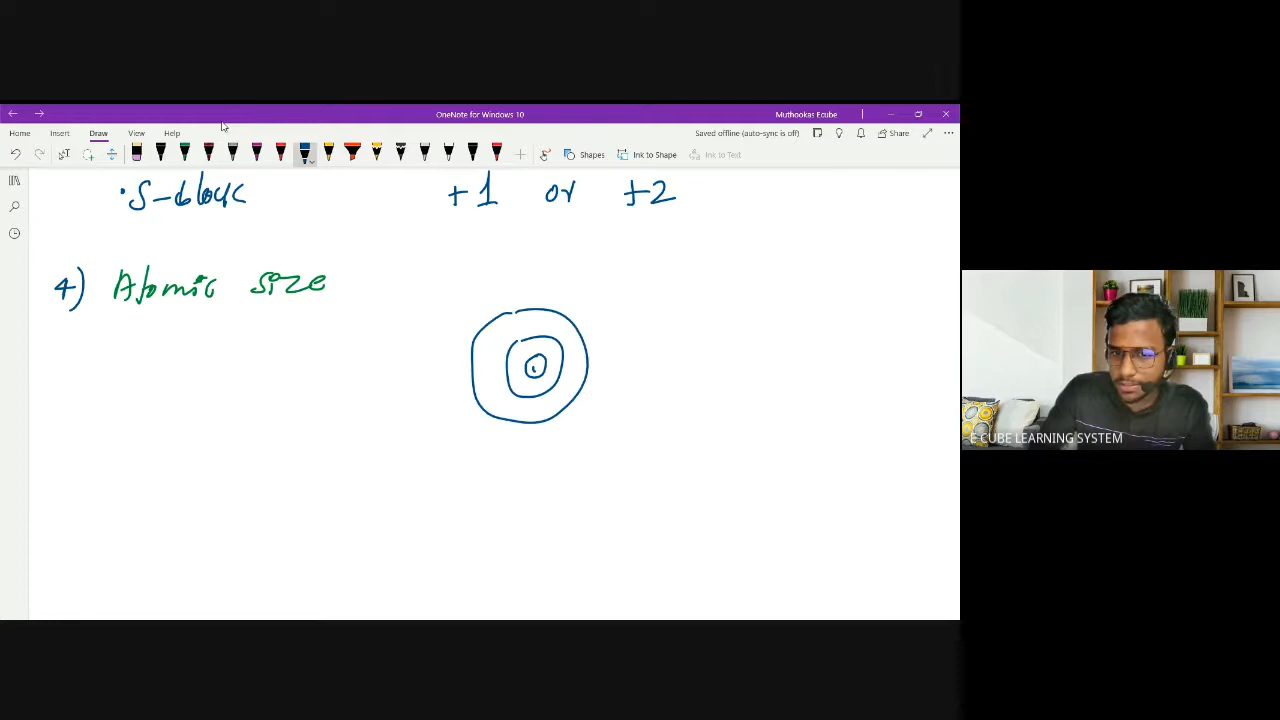 OneNote for Windows 10
Muthookas Ecube
Home Insert Draw View Help
Saved offline (auto-sync is off)
Share
Shapes
Ink to Shape
Ink to Text
• S-block +1 or +2
4) Atomic size
E CUBE LEARNING SYSTEM